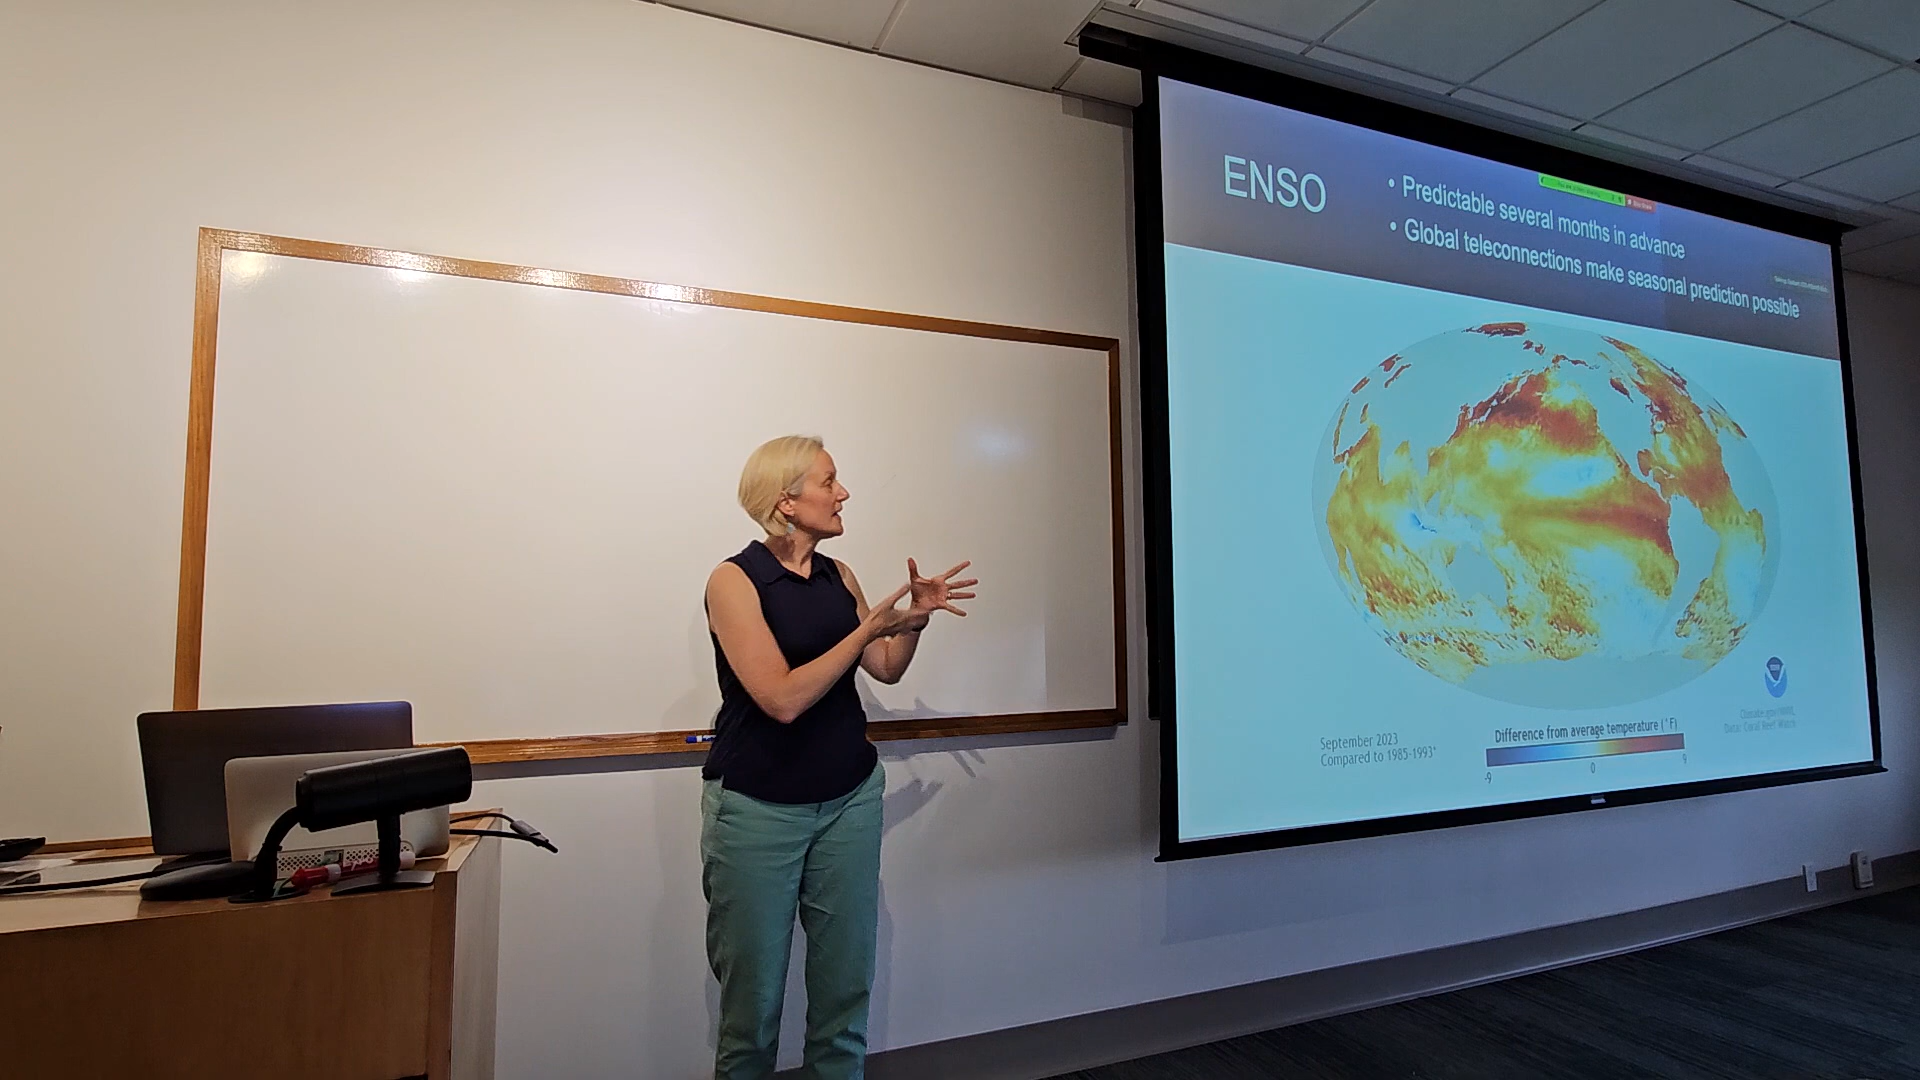 ENSO
• Predictable several months in advance
• Global teleconnections make seasonal prediction possible
September 2023
Compared to 1985-1993*
Difference from average temperature (°F)
-9 0 9